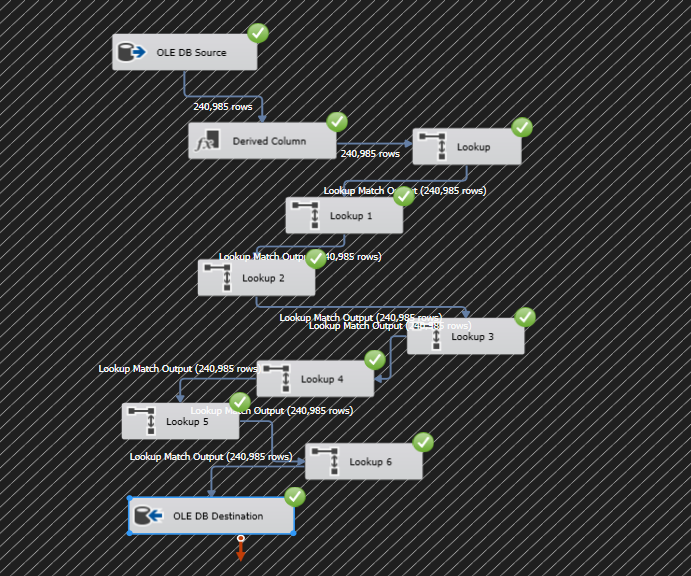 OLE DB Source
240,985 rows
Derived Column
240,985 rows
Lookup
Lookup Match Output (240,985 rows)
Lookup 1
Lookup Match Output (240,985 rows)
Lookup 2
Lookup Match Output (240,985 rows)
Lookup Match Output (240,985 rows)
Lookup 3
Lookup Match Output (240,985 rows)
Lookup 4
Lookup Match Output (240,985 rows)
Lookup 5
Lookup Match Output (240,985 rows)
Lookup 6
OLE DB Destination